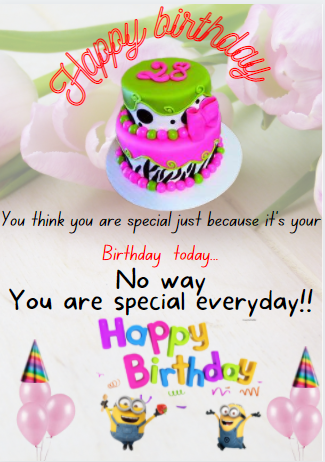 Happy birthday
28
You think you are special just because it's your
Birthday today...
No way
You are special everyday!!
Happy
Birthday